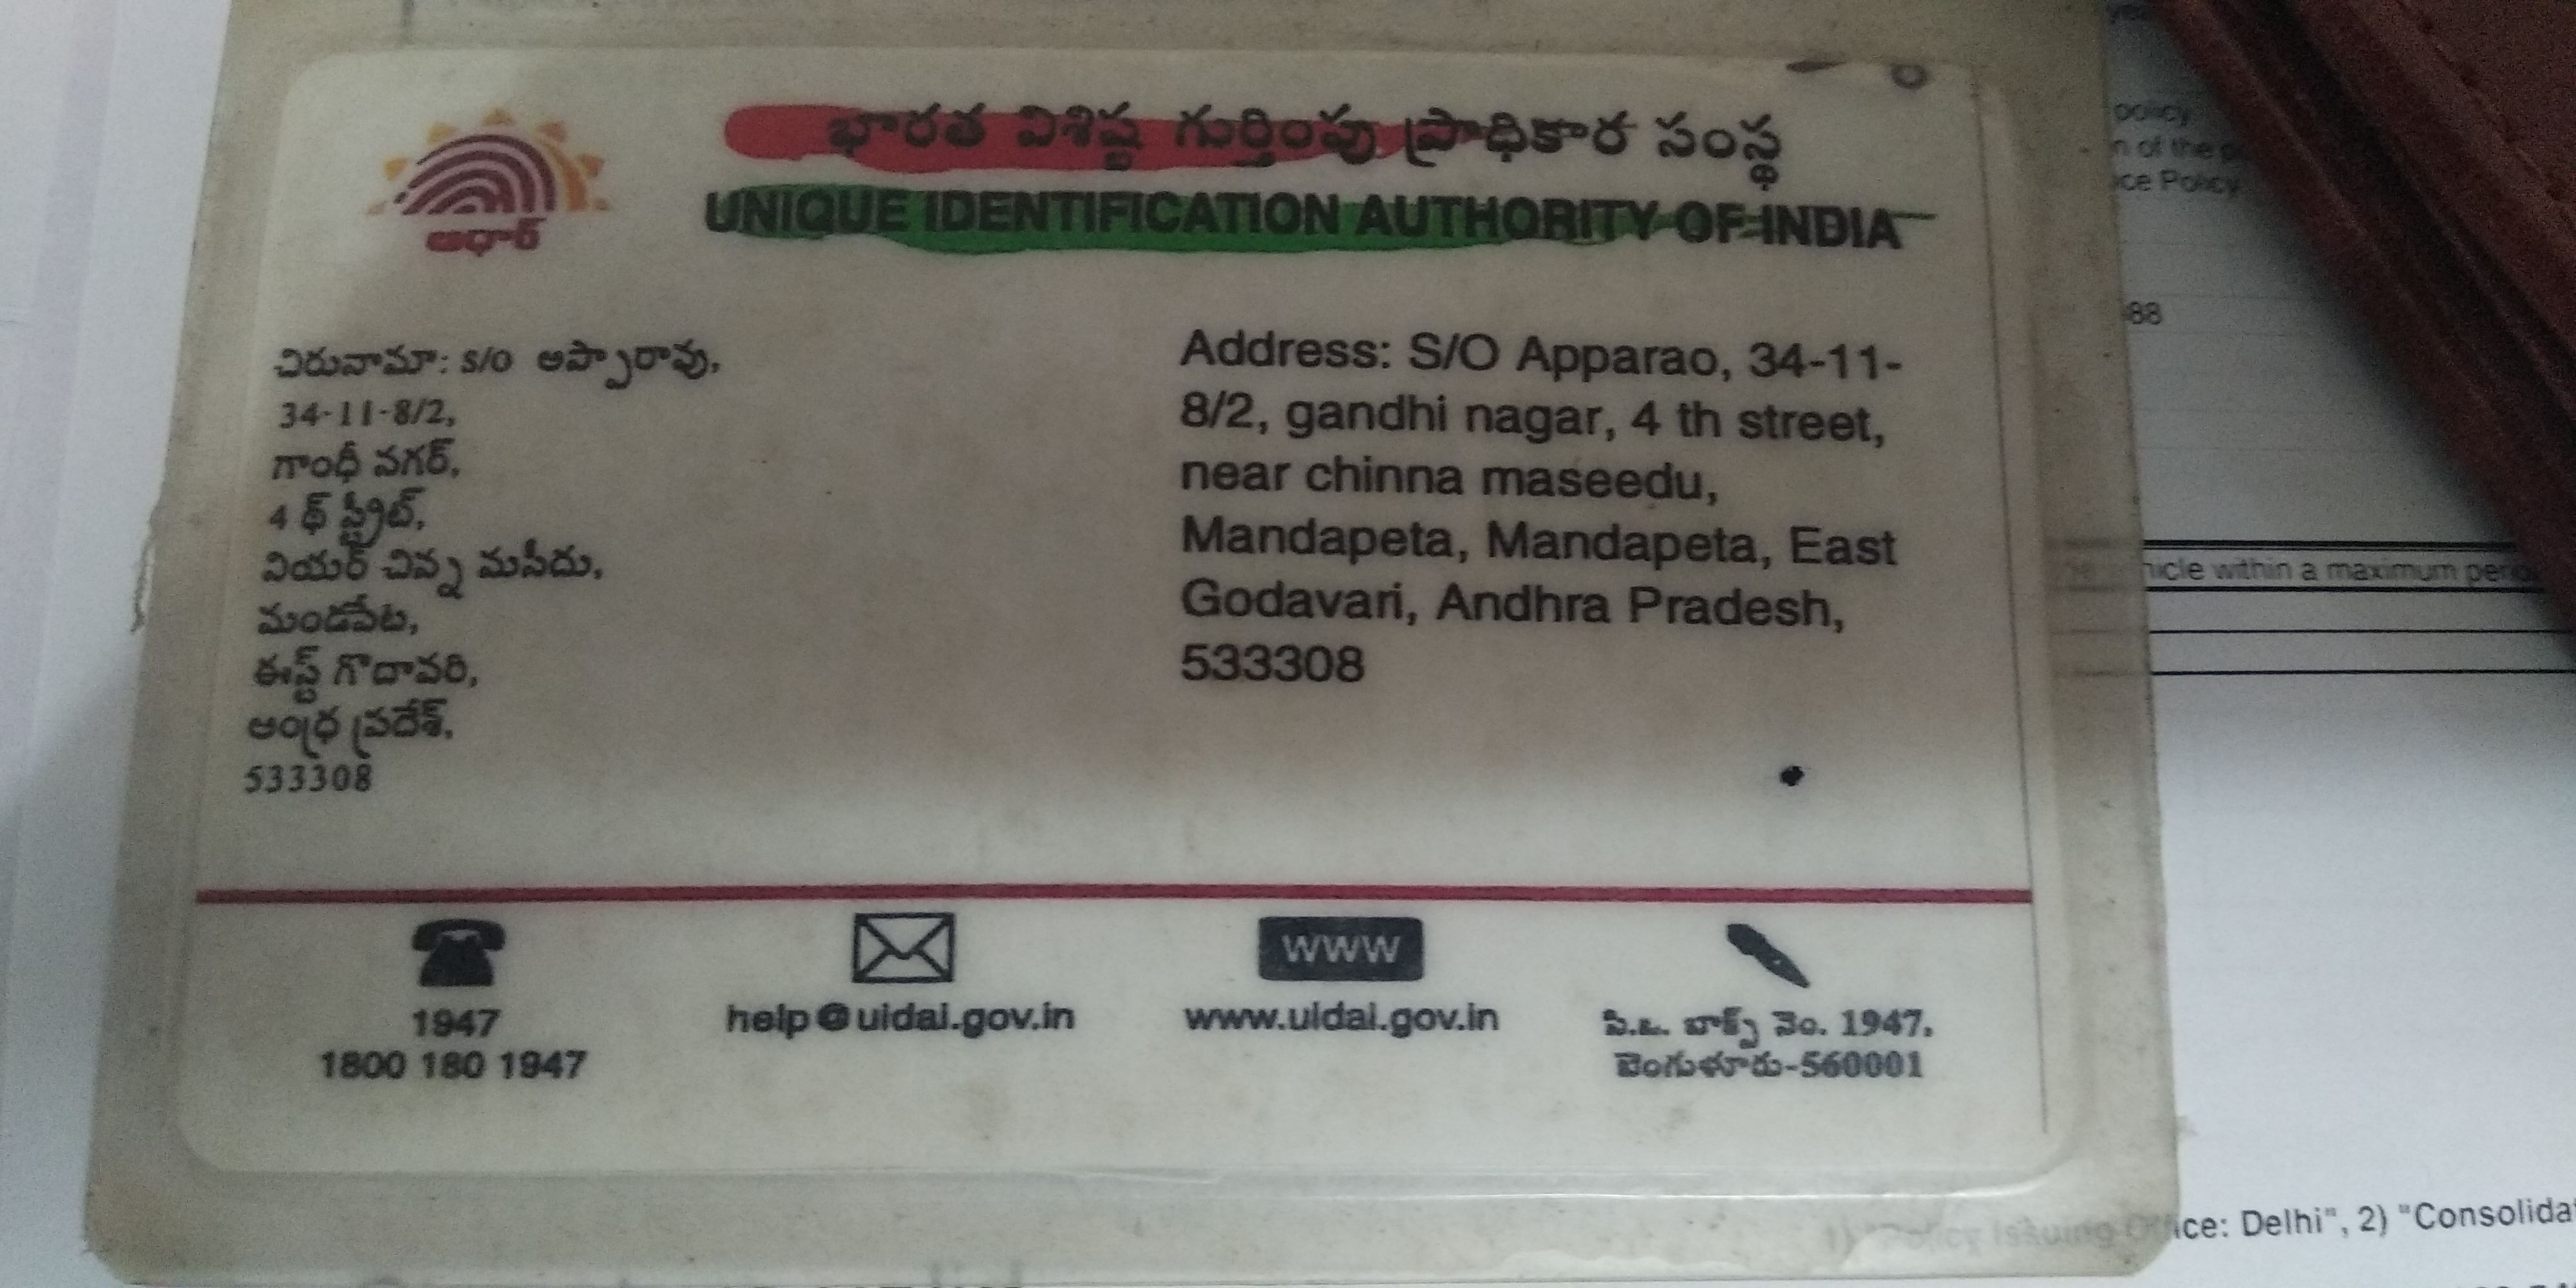 భారత విశిష్ట గుర్తింపు ప్రాధికార సంస్థ
UNIQUE IDENTIFICATION AUTHORITY OF INDIA
ఆధార్
చిరునామా: S/O అప్పారావు,
34-11-8/2,
గాంధీ నగర్,
4 థ్ స్ట్రీట్,
నియర్ చిన్న మసీదు,
మండపేట,
ఈస్ట్ గొదావరి,
ఆంధ్ర ప్రదేశ్,
533308
Address: S/O Apparao, 34-11-
8/2, gandhi nagar, 4 th street,
near chinna maseedu,
Mandapeta, Mandapeta, East
Godavari, Andhra Pradesh,
533308
1947
1800 180 1947
help@uidai.gov.in
www
www.uidai.gov.in
పి.ఒ. బాక్స్ నెం. 1947,
బెంగుళూరు-560001
policy
n of the
ce Policy
88
hicle within a maximum
Policy Issuing Office: Delhi", 2) "Consolida